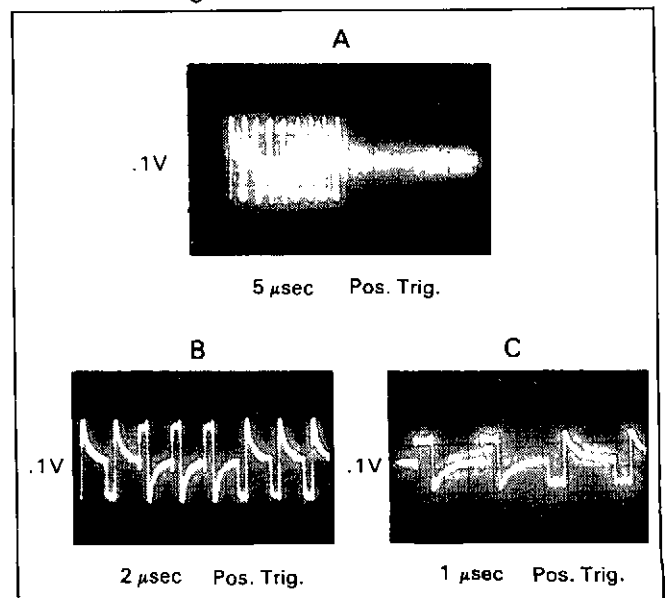 A
.1V
5 μsec Pos. Trig.
B
C
.1V
.1V
2 μsec Pos. Trig.
1 μsec Pos. Trig.